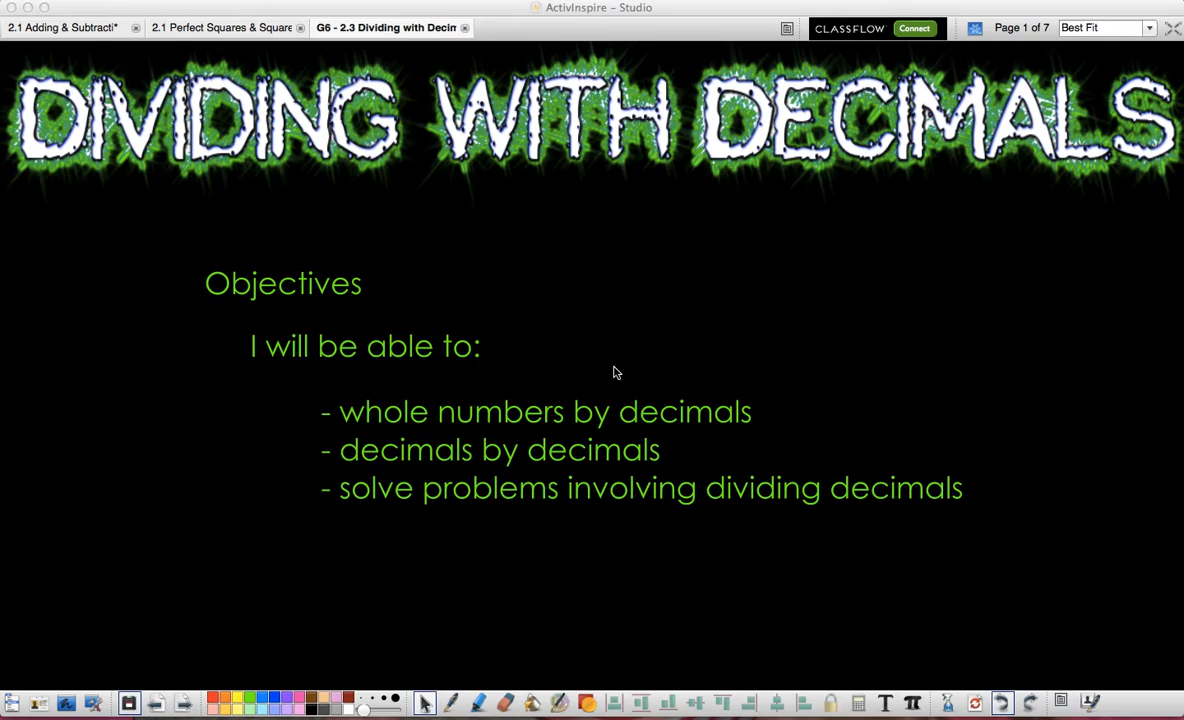 ActivInspire – Studio
2.1 Adding & Subtracti*
2.1 Perfect Squares & Square
G6 - 2.3 Dividing with Decim
CLASSFLOW Connect
Page 1 of 7
Best Fit
DIVIDING WITH DECIMALS
Objectives
I will be able to:
- whole numbers by decimals
- decimals by decimals
- solve problems involving dividing decimals